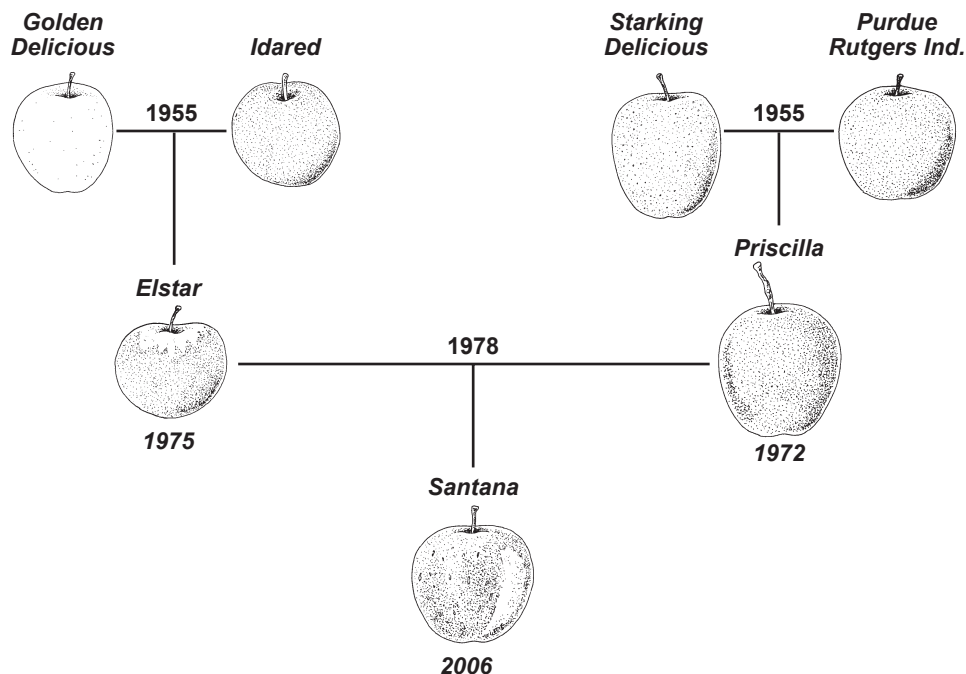 Golden
Delicious
Idared
Starking
Delicious
Purdue
Rutgers Ind.
1955
1955
Priscilla
Elstar
1978
1975
1972
Santana
2006